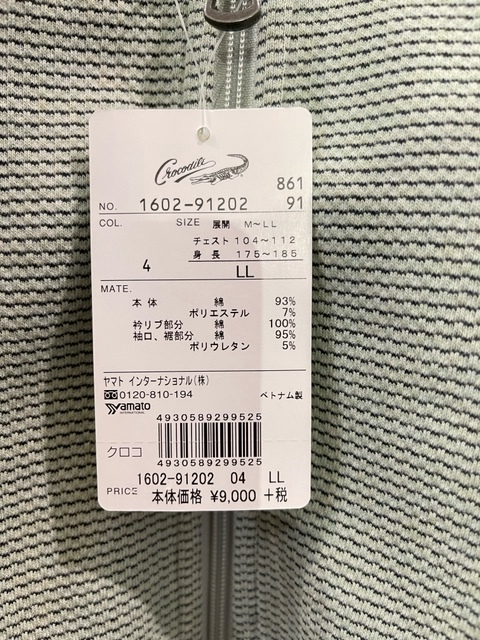 Crocodile
861
NO. 1602-91202 91
COL. SIZE 展開 M〜LL
チェスト 104〜112
身長 175〜185
4 LL
MATE.
本体 綿 93%
ポリエステル 7%
衿リブ部分 綿 100%
袖口、裾部分 綿 95%
ポリウレタン 5%
ヤマト インターナショナル(株)
0120-810-194 ベトナム製
yamato
INTERNATIONAL
4930589299525
クロコ
4930589299525
1602-91202 04 LL
PRICE 本体価格 ¥9,000 +税